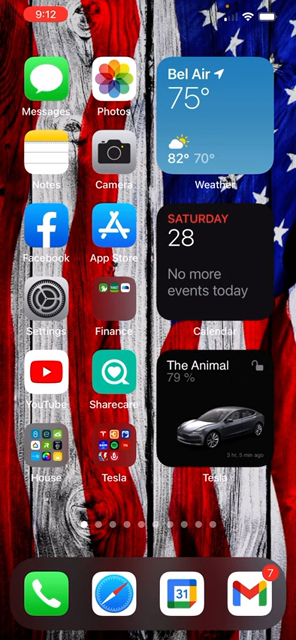 9:12
Messages
Photos
Bel Air
75°
82° 70°
Weather
Notes
Camera
Facebook
App Store
SATURDAY
28
No more
events today
Calendar
Settings
Finance
YouTube
Sharecare
The Animal
79 %
3 hr, 5 min ago
Tesla
House
Tesla
31
7